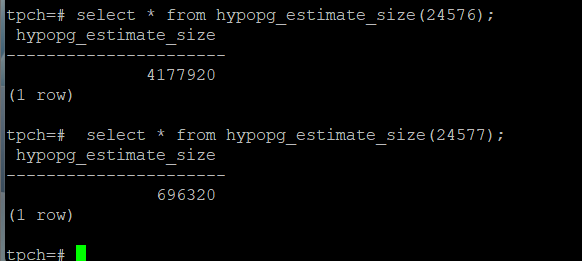 tpch=# select * from hypopg_estimate_size(24576);
 hypopg_estimate_size
----------------------
              4177920
(1 row)

tpch=#  select * from hypopg_estimate_size(24577);
 hypopg_estimate_size
----------------------
               696320
(1 row)

tpch=#